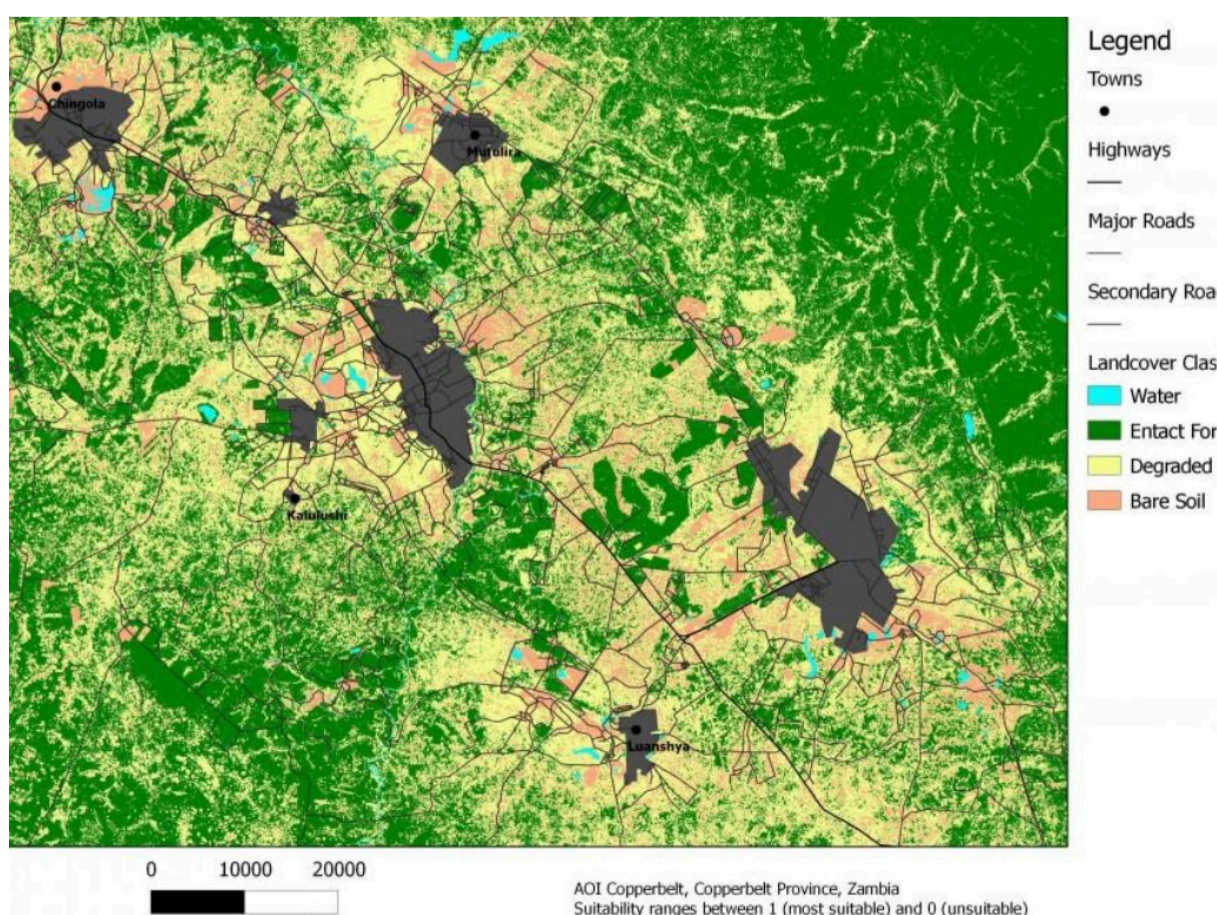 Chingola
Mufulira
Kalulushi
Luanshya
Legend
Towns
Highways
Major Roads
Secondary Roa
Landcover Clas
Water
Entact For
Degraded
Bare Soil
0 10000 20000
AOI Copperbelt, Copperbelt Province, Zambia
Suitability ranges between 1 (most suitable) and 0 (unsuitable)